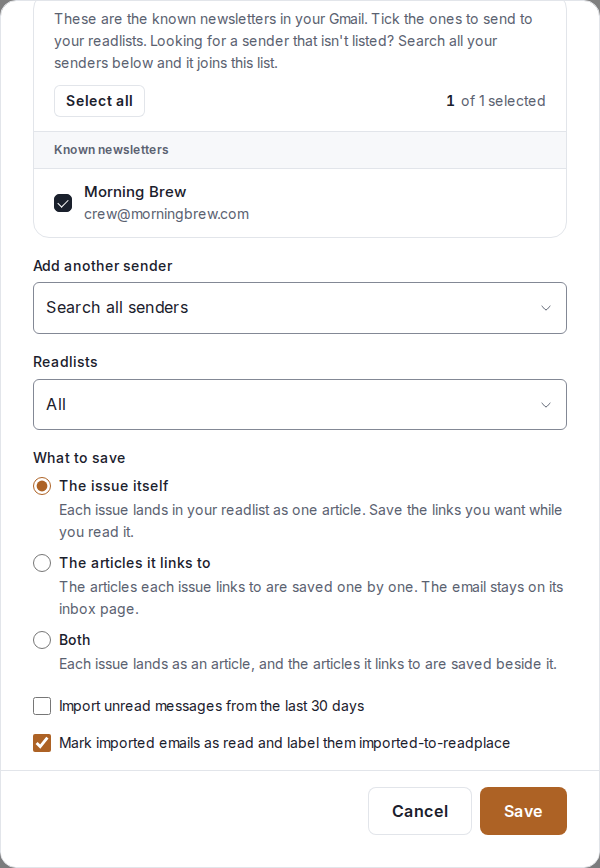 These are the known newsletters in your Gmail. Tick the ones to send to
your readlists. Looking for a sender that isn't listed? Search all your
senders below and it joins this list.
Select all
1 of 1 selected
Known newsletters
Morning Brew
crew@morningbrew.com
Add another sender
Search all senders
Readlists
All
What to save
The issue itself
Each issue lands in your readlist as one article. Save the links you want while
you read it.
The articles it links to
The articles each issue links to are saved one by one. The email stays on its
inbox page.
Both
Each issue lands as an article, and the articles it links to are saved beside it.
Import unread messages from the last 30 days
Mark imported emails as read and label them imported-to-readplace
Cancel
Save